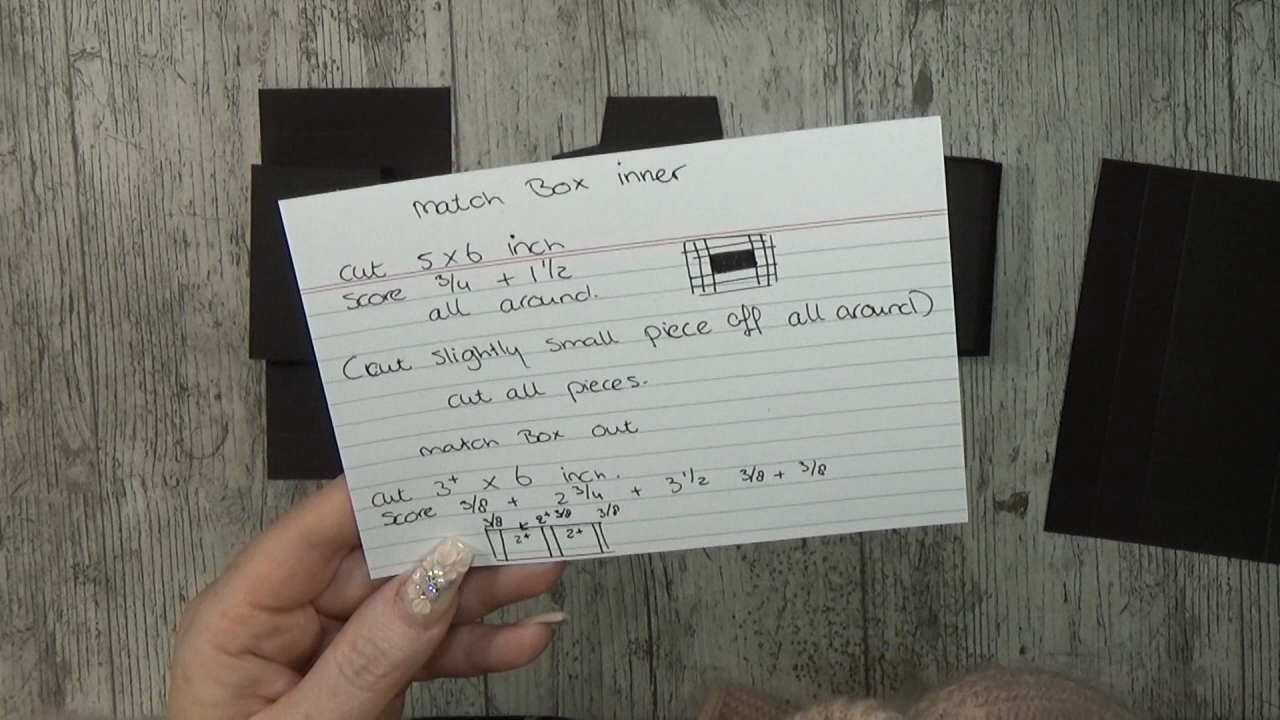 match Box inner
cut 5 x 6 inch
score 3/4 + 1 1/2
all around.
(cut slightly small piece off all around)
cut all pieces.
match Box out
cut 3+ x 6 inch.
score 3/8 + 2 3/4 + 3 1/2 3/8 + 3/8
3/8 2+ 3/8 3/8
2+ 2+